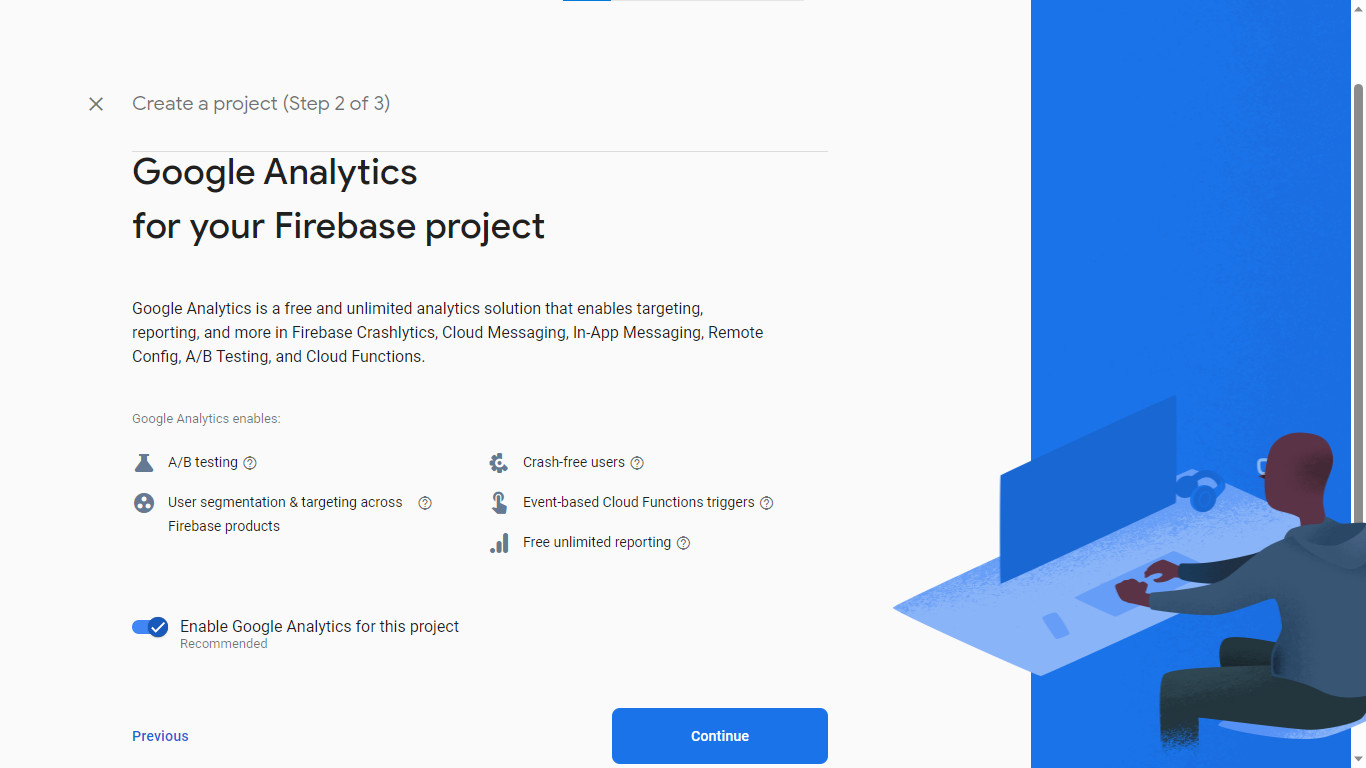 Create a project (Step 2 of 3)
Google Analytics
for your Firebase project
Google Analytics is a free and unlimited analytics solution that enables targeting,
reporting, and more in Firebase Crashlytics, Cloud Messaging, In-App Messaging, Remote
Config, A/B Testing, and Cloud Functions.
Google Analytics enables:
A/B testing
Crash-free users
User segmentation & targeting across
Firebase products
Event-based Cloud Functions triggers
Free unlimited reporting
Enable Google Analytics for this project
Recommended
Previous
Continue